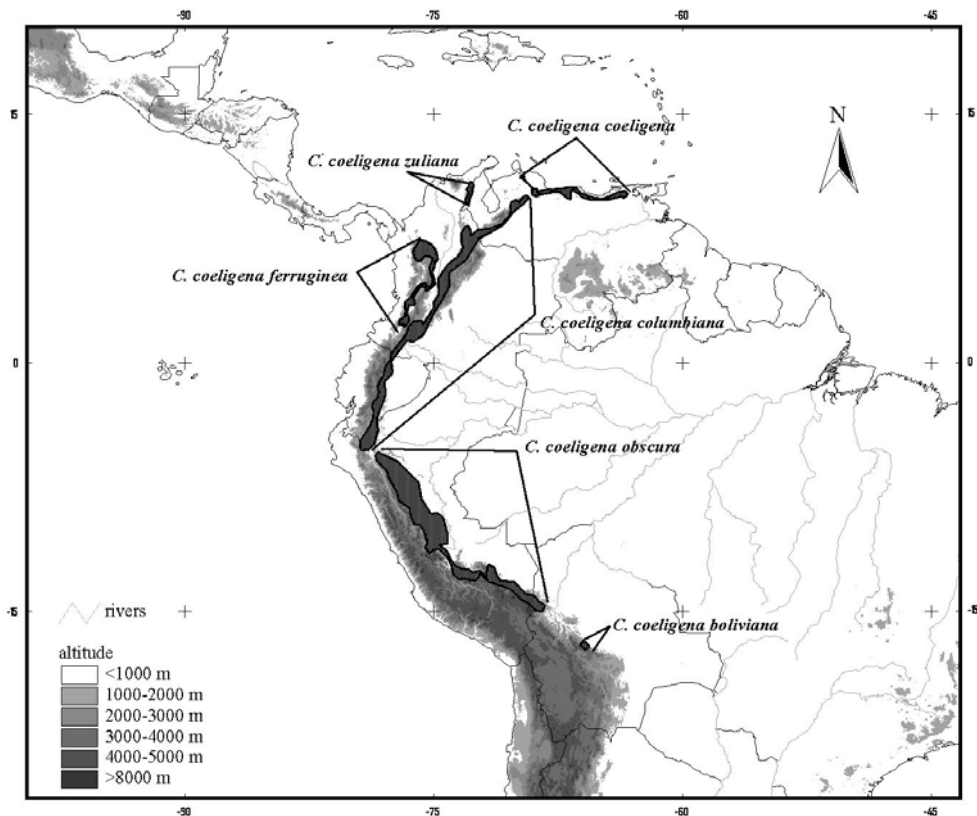 -90 -75 -60 -45
15 15
N
C. coeligena coeligena
C. coeligena zuliana
C. coeligena ferruginea
C. coeligena columbiana
0 0
C. coeligena obscura
-15 -15
rivers
C. coeligena boliviana
altitude
<1000 m
1000-2000 m
2000-3000 m
3000-4000 m
4000-5000 m
>8000 m
-90 -75 -60 -45